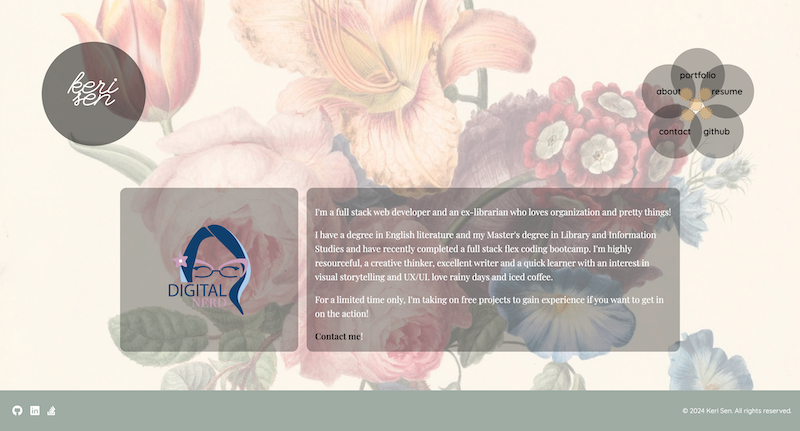 keri
sen
portfolio
about
resume
contact
github
I'm a full stack web developer and an ex-librarian who loves organization and pretty things!
I have a degree in English literature and my Master's degree in Library and Information
Studies and have recently completed a full stack flex coding bootcamp. I'm highly
resourceful, a creative thinker, excellent writer and a quick learner with an interest in
visual storytelling and UX/UI. love rainy days and iced coffee.
For a limited time only, I'm taking on free projects to gain experience if you want to get in
on the action!
Contact me!
DIGITAL
NERD
© 2024 Keri Sen. All rights reserved.